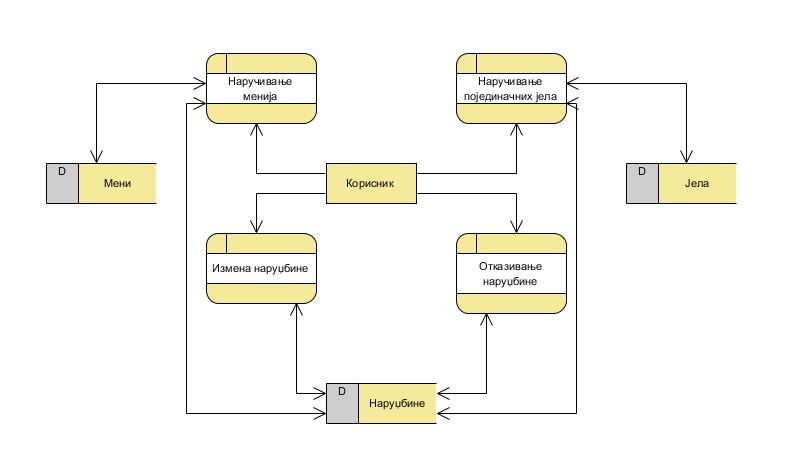 Наручивање
менија
Наручивање
појединачних јела
D
Мени
Корисник
D
Јела
Измена наруџбине
Отказивање
наруџбине
D
Наруџбине